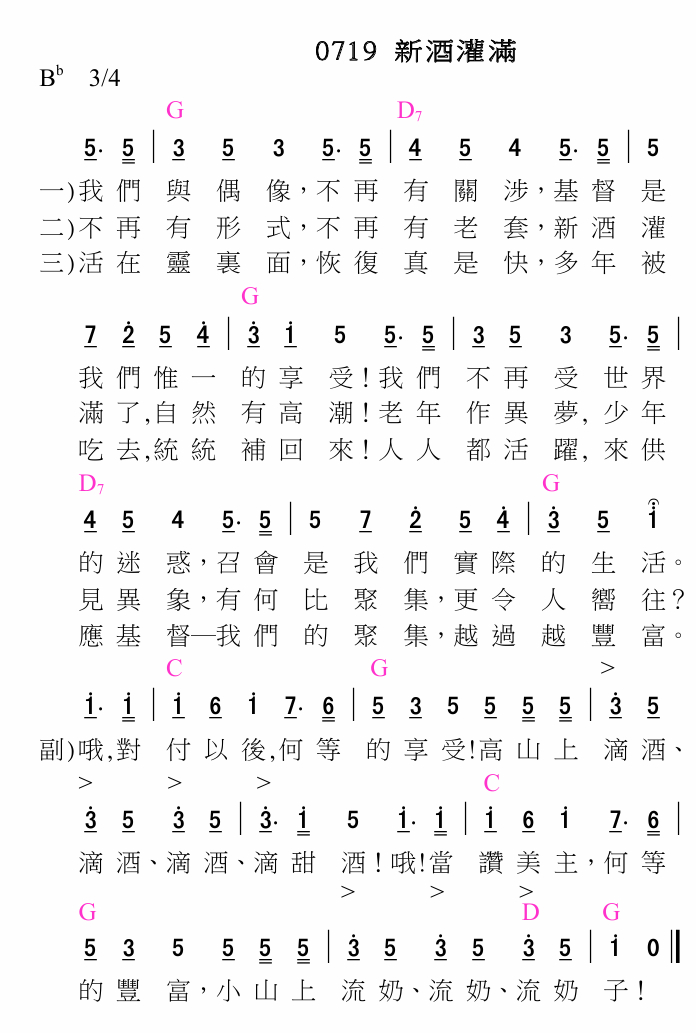 0719 新酒灌滿
Bb 3/4
G D7
5· 5 | 3 5 3 5· 5 | 4 5 4 5· 5 | 5
一)我們與偶像，不再有關涉，基督是
二)不再有形式，不再有老套，新酒灌
三)活在靈裏面，恢復真是快，多年被
G
7 2 5 4 | 3 1 5 5· 5 | 3 5 3 5· 5 |
我們惟一的享受！我們不再受世界
滿了,自然有高潮！老年作異夢, 少年
吃去,統統補回來！人人都活躍, 來供
D7 G
4 5 4 5· 5 | 5 7 2 5 4 | 3 5 1
的迷惑，召會是我們實際的生活。
見異象，有何比聚集，更令人嚮往？
應基督─我們的聚集，越過越豐富。
C G >
1· 1 | 1 6 1 7· 6 | 5 3 5 5 5 | 3 5
副)哦,對付以後,何等的享受!高山上滴酒、
> > > C
3 5 3 5 | 3· 1 5 1· 1 | 1 6 1 7· 6 |
滴酒、滴酒、滴甜酒！哦!當讚美主，何等
> > >
G D G
5 3 5 5 5 5 | 3 5 3 5 3 5 | 1 0 ‖
的豐富，小山上流奶、流奶、流奶子！